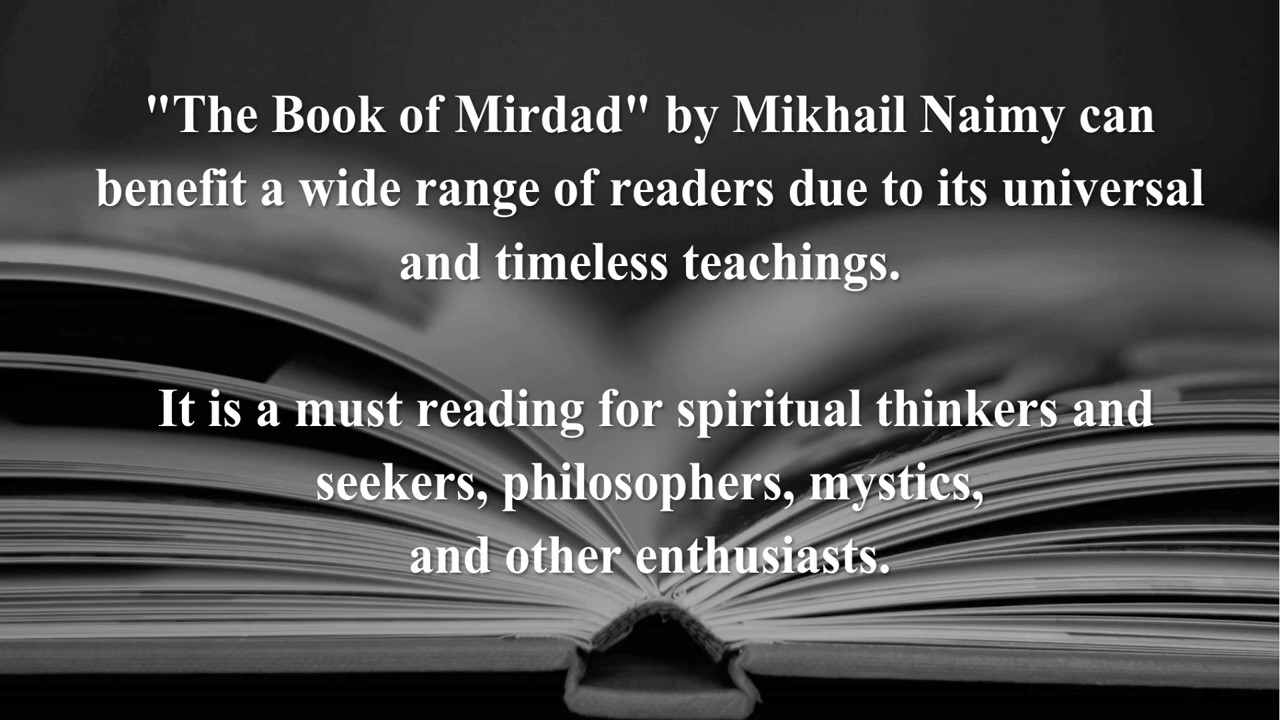 "The Book of Mirdad" by Mikhail Naimy can
benefit a wide range of readers due to its universal
and timeless teachings.
It is a must reading for spiritual thinkers and
seekers, philosophers, mystics,
and other enthusiasts.